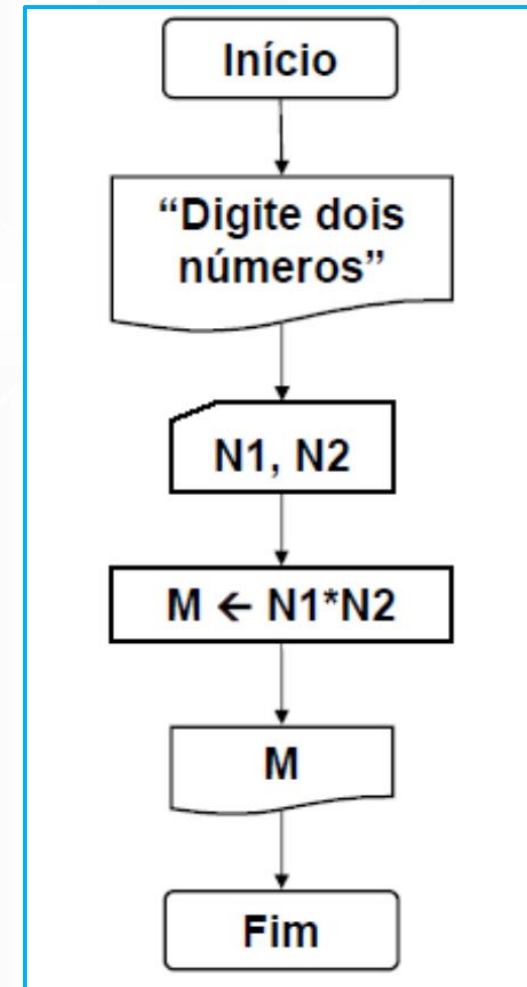 Início
“Digite dois
números”
N1, N2
M ← N1*N2
M
Fim